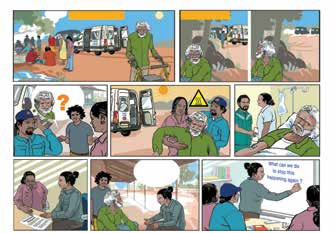 ?
What can we do
to stop this
happening again ?